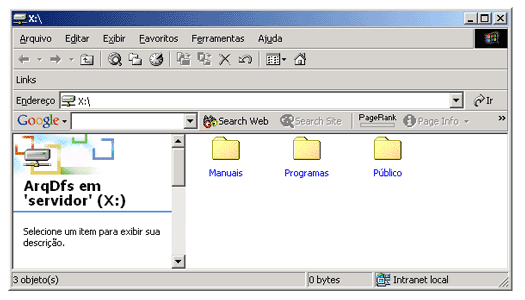 X:\
Arquivo Editar Exibir Favoritos Ferramentas Ajuda
Links
Endereço X:\ Ir
Google Search Web Search Site PageRank Page Info »
ArqDfs em
'servidor' (X:)
Selecione um item para exibir sua
descrição.
Manuais Programas Público
3 objeto(s) 0 bytes Intranet local